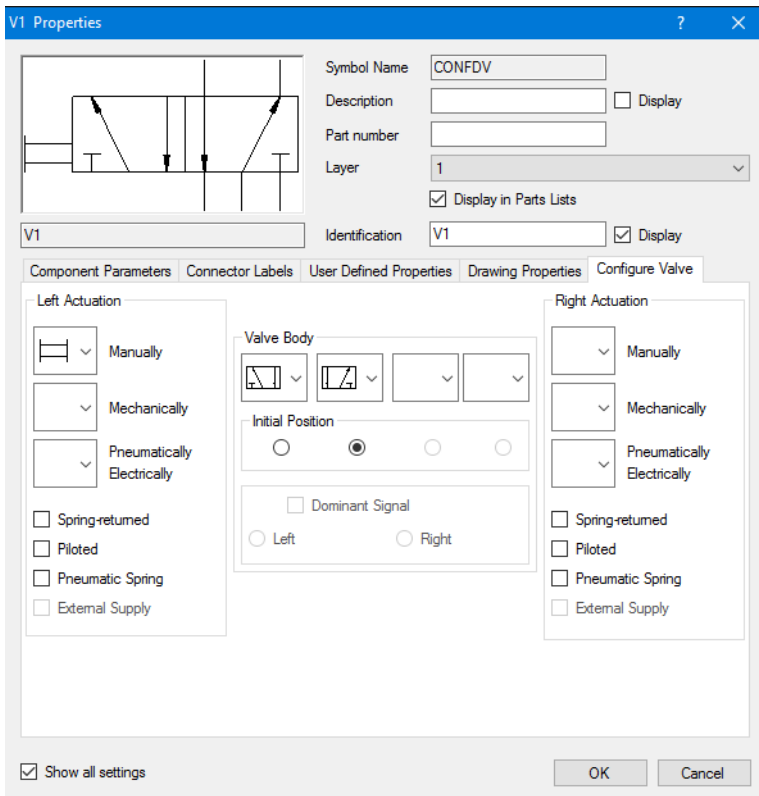 V1 Properties
?
Symbol Name CONFDV
Description Display
Part number
Layer 1
Display in Parts Lists
V1 Identification V1 Display
Component Parameters Connector Labels User Defined Properties Drawing Properties Configure Valve
Left Actuation
Manually
Mechanically
Pneumatically
Electrically
Spring-returned
Piloted
Pneumatic Spring
External Supply
Valve Body
Initial Position
Dominant Signal
Left Right
Right Actuation
Manually
Mechanically
Pneumatically
Electrically
Spring-returned
Piloted
Pneumatic Spring
External Supply
Show all settings OK Cancel